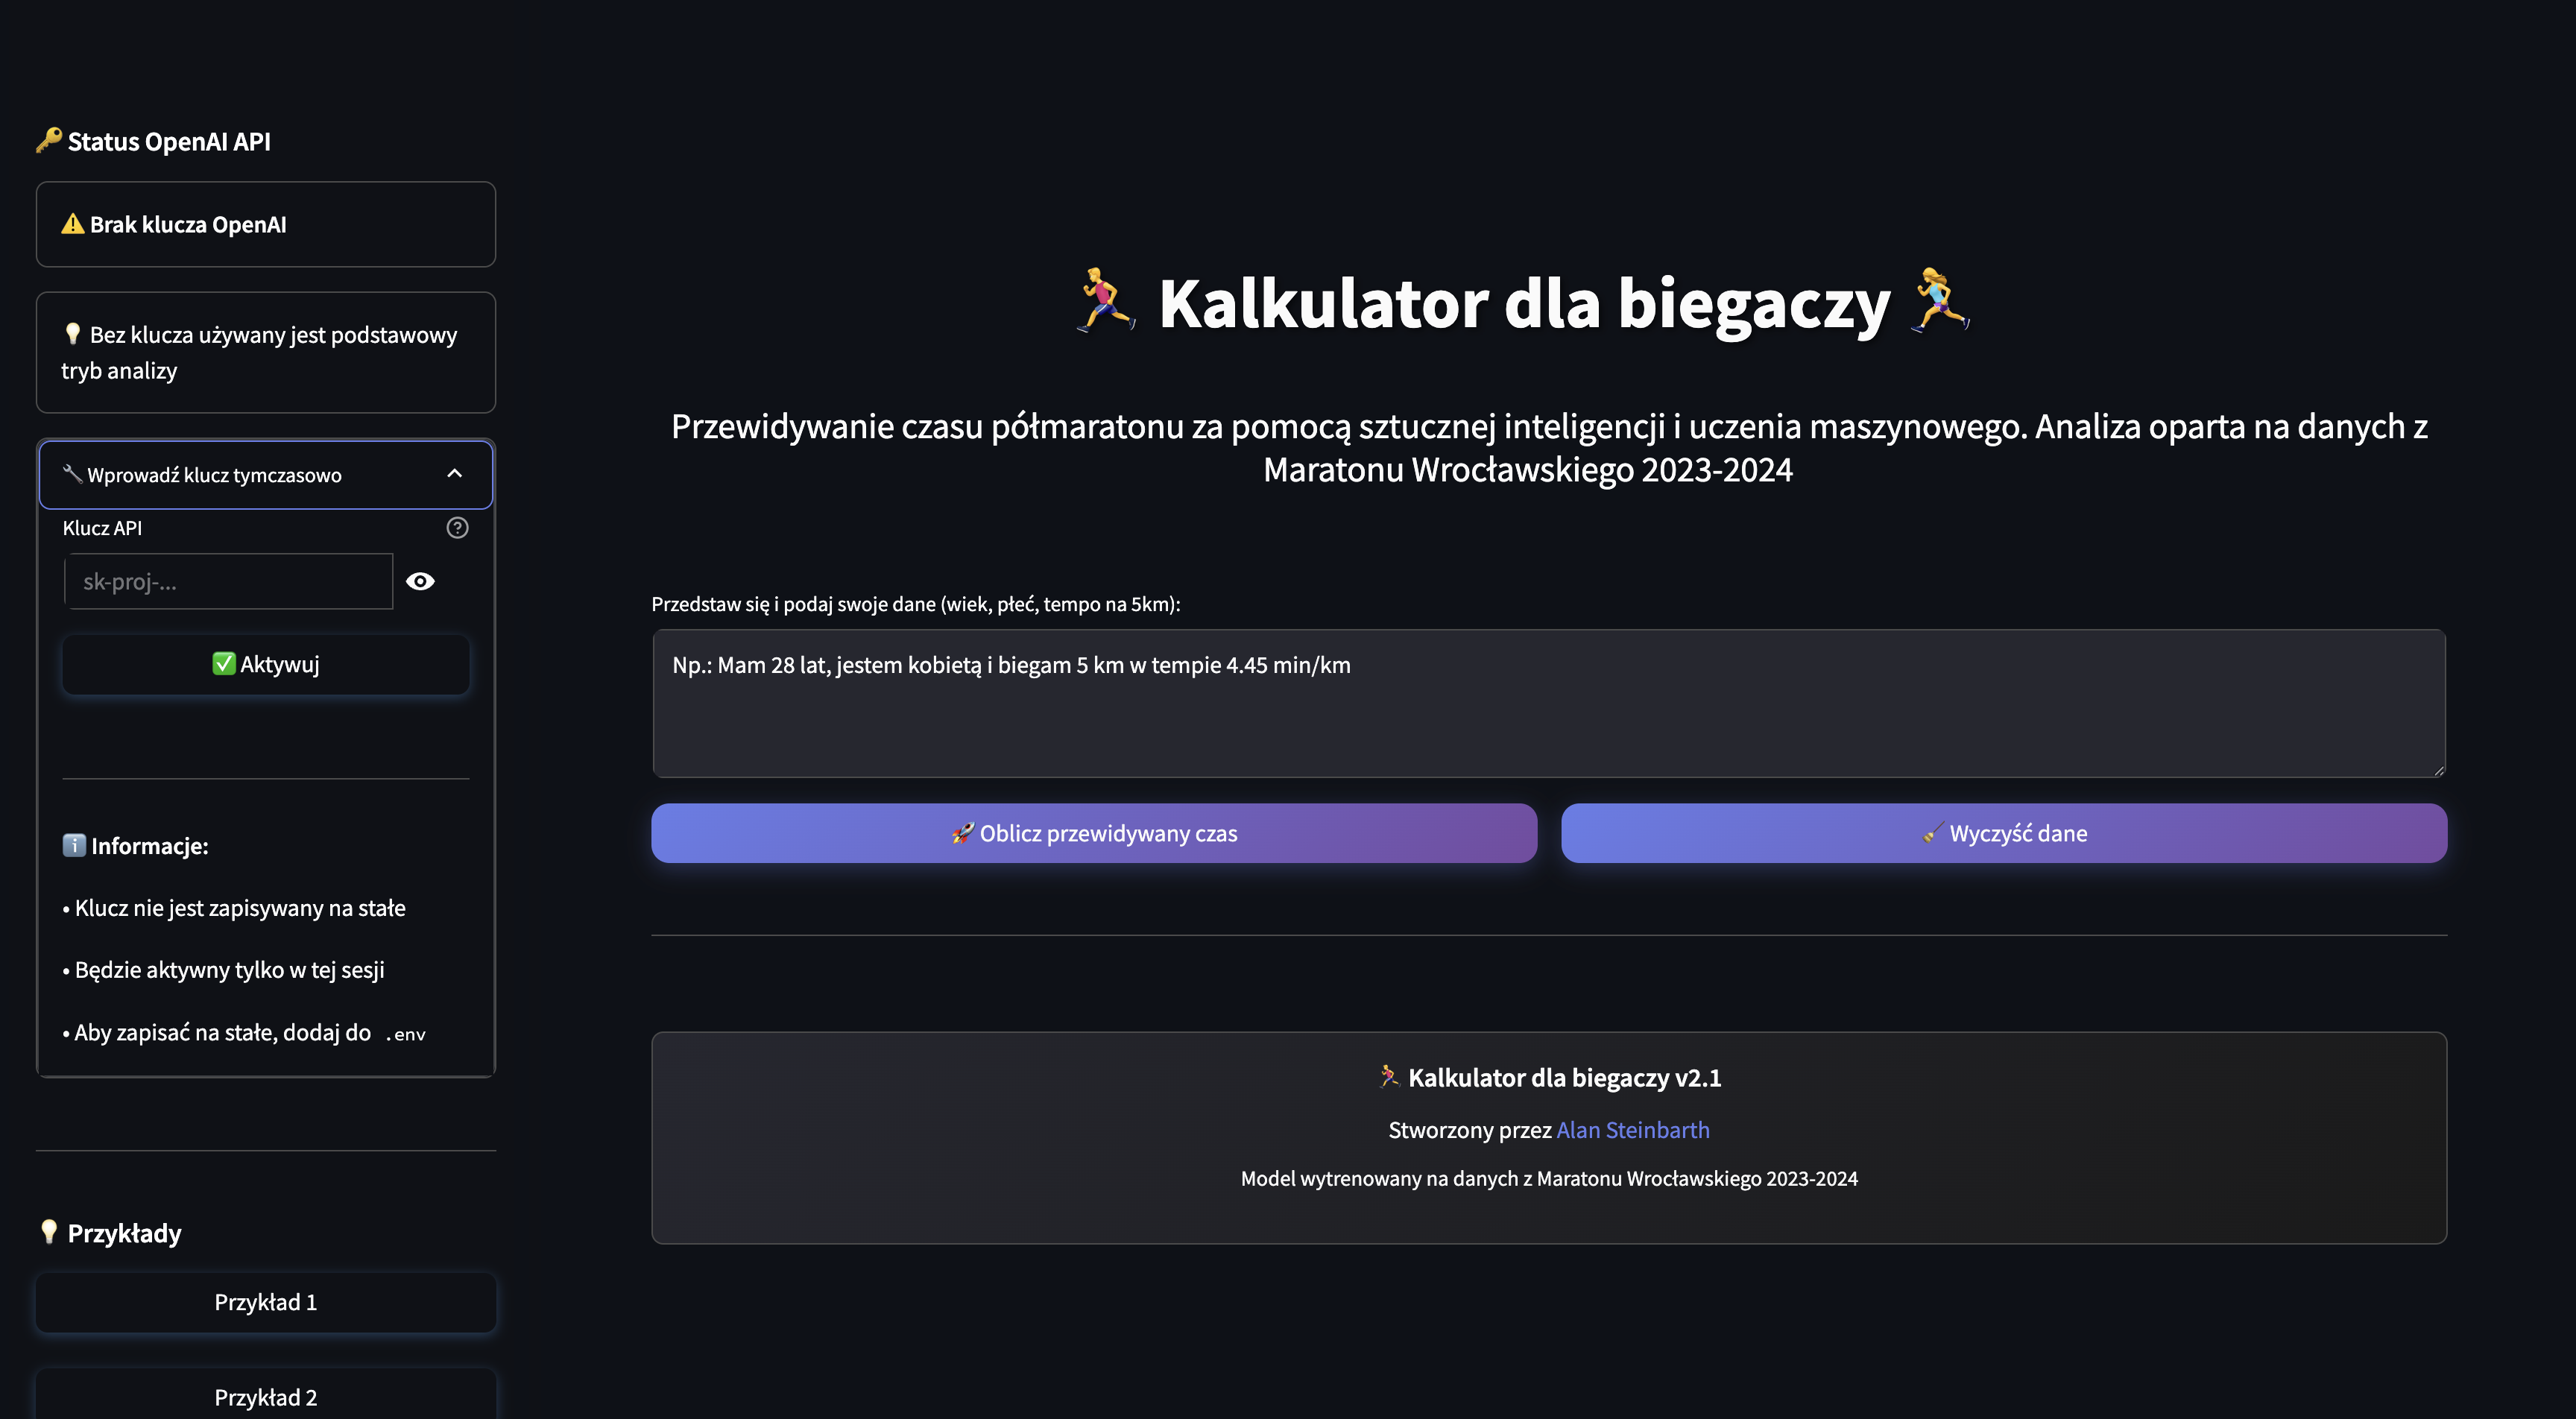 🔑 Status OpenAI API
⚠️ Brak klucza OpenAI
💡 Bez klucza używany jest podstawowy
tryb analizy
🔧 Wprowadź klucz tymczasowo
Klucz API
sk-proj-...
✅ Aktywuj
ℹ️ Informacje:
• Klucz nie jest zapisywany na stałe
• Będzie aktywny tylko w tej sesji
• Aby zapisać na stałe, dodaj do .env
💡 Przykłady
Przykład 1
Przykład 2
🏃‍♂️ Kalkulator dla biegaczy 🏃‍♀️
Przewidywanie czasu półmaratonu za pomocą sztucznej inteligencji i uczenia maszynowego. Analiza oparta na danych z
Maratonu Wrocławskiego 2023-2024
Przedstaw się i podaj swoje dane (wiek, płeć, tempo na 5km):
Np.: Mam 28 lat, jestem kobietą i biegam 5 km w tempie 4.45 min/km
🚀 Oblicz przewidywany czas
🧹 Wyczyść dane
🏃‍♂️ Kalkulator dla biegaczy v2.1
Stworzony przez Alan Steinbarth
Model wytrenowany na danych z Maratonu Wrocławskiego 2023-2024